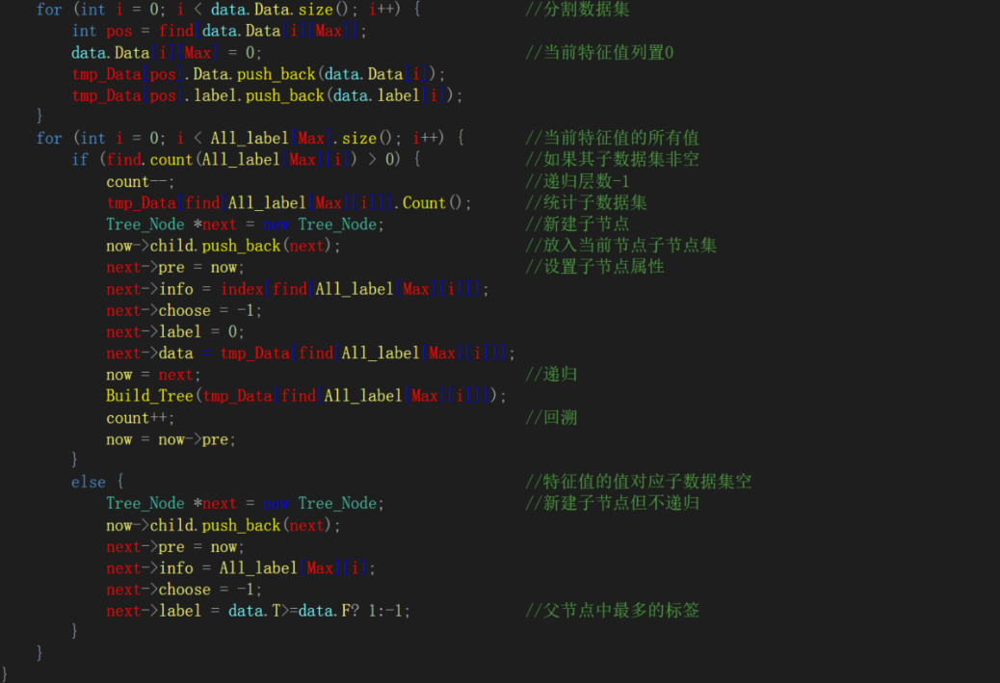 for (int i = 0; i < data.Data.size(); i++) { //分割数据集
int pos = find[data.Data[i][Max]];
data.Data[i][Max] = 0; //当前特征值列置0
tmp_Data[pos].Data.push_back(data.Data[i]);
tmp_Data[pos].label.push_back(data.label[i]);
}
for (int i = 0; i < All_label[Max].size(); i++) { //当前特征值的所有值
if (find.count(All_label[Max][i]) > 0) { //如果其子数据集非空
count--; //递归层数-1
tmp_Data[find[All_label[Max][i]]].Count(); //统计子数据集
Tree_Node *next = new Tree_Node; //新建子节点
now->child.push_back(next); //放入当前节点子节点集
next->pre = now; //设置子节点属性
next->info = index[find[All_label[Max][i]]];
next->choose = -1;
next->label = 0;
next->data = tmp_Data[find[All_label[Max][i]]];
now = next; //递归
Build_Tree(tmp_Data[find[All_label[Max][i]]]);
count++; //回溯
now = now->pre;
}
else { //特征值的值对应子数据集空
Tree_Node *next = new Tree_Node; //新建子节点但不递归
now->child.push_back(next);
next->pre = now;
next->info = All_label[Max][i];
next->choose = -1;
next->label = data.T>=data.F? 1:-1; //父节点中最多的标签
}
}
}